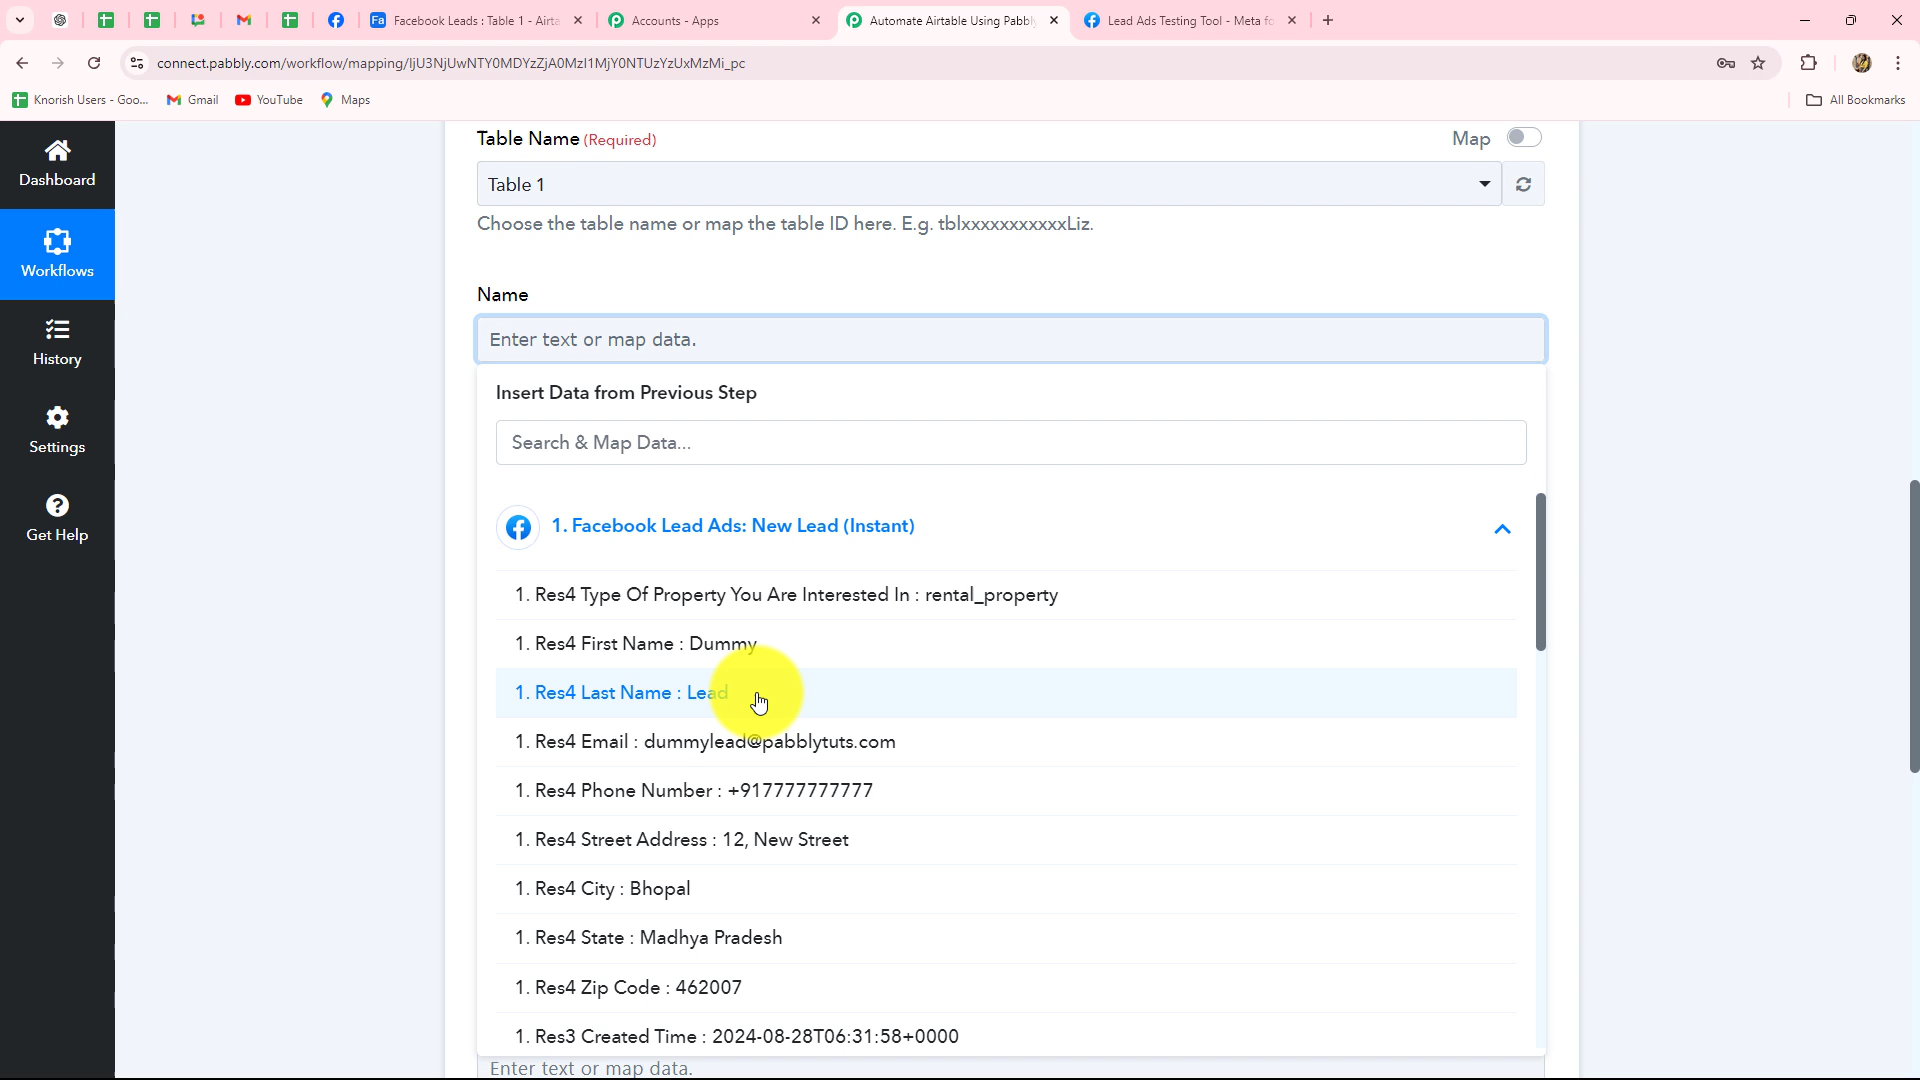 Facebook Leads : Table 1 - Airta
Accounts - Apps
Automate Airtable Using Pabbly
Lead Ads Testing Tool - Meta fo
connect.pabbly.com/workflow/mapping/IjU3NjUwNTY0MDYzZjA0MzI1MjY0NTUzYzUxMzMi_pc
Knorish Users - Goo...
Gmail
YouTube
Maps
All Bookmarks
Dashboard
Workflows
History
Settings
Get Help
Table Name (Required)
Map
Table 1
Choose the table name or map the table ID here. E.g. tblxxxxxxxxxxxLiz.
Name
Enter text or map data.
Insert Data from Previous Step
Search & Map Data...
1. Facebook Lead Ads: New Lead (Instant)
1. Res4 Type Of Property You Are Interested In : rental_property
1. Res4 First Name : Dummy
1. Res4 Last Name : Lead
1. Res4 Email : dummylead@pabblytuts.com
1. Res4 Phone Number : +917777777777
1. Res4 Street Address : 12, New Street
1. Res4 City : Bhopal
1. Res4 State : Madhya Pradesh
1. Res4 Zip Code : 462007
1. Res3 Created Time : 2024-08-28T06:31:58+0000
Enter text or map data.